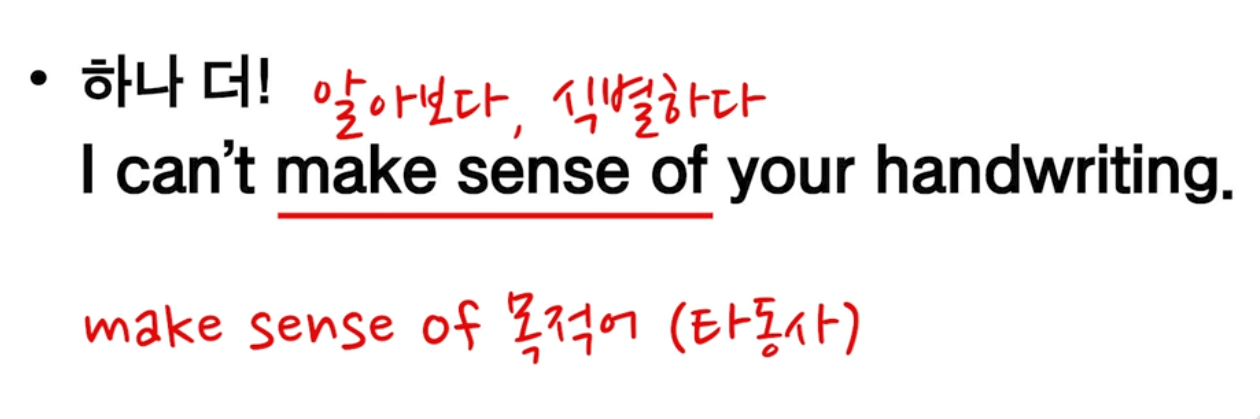 • 하나 더! 알아보다, 식별하다
I can't make sense of your handwriting.
make sense of 목적어 (타동사)